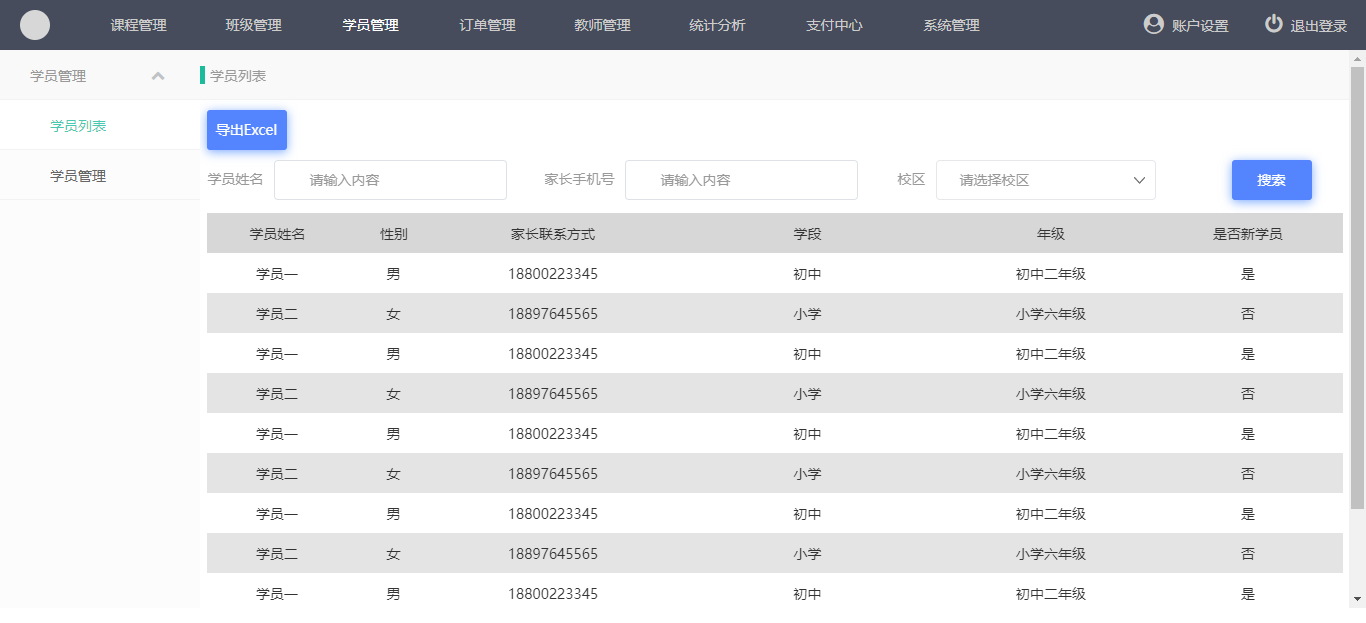 课程管理 班级管理 学员管理 订单管理 教师管理 统计分析 支付中心 系统管理 账户设置 退出登录
学员管理 学员列表
学员列表
导出Excel
学员管理
学员姓名 请输入内容 家长手机号 请输入内容 校区 请选择校区 搜索
学员姓名 性别 家长联系方式 学段 年级 是否新学员
学员一 男 18800223345 初中 初中二年级 是
学员二 女 18897645565 小学 小学六年级 否
学员一 男 18800223345 初中 初中二年级 是
学员二 女 18897645565 小学 小学六年级 否
学员一 男 18800223345 初中 初中二年级 是
学员二 女 18897645565 小学 小学六年级 否
学员一 男 18800223345 初中 初中二年级 是
学员二 女 18897645565 小学 小学六年级 否
学员一 男 18800223345 初中 初中二年级 是